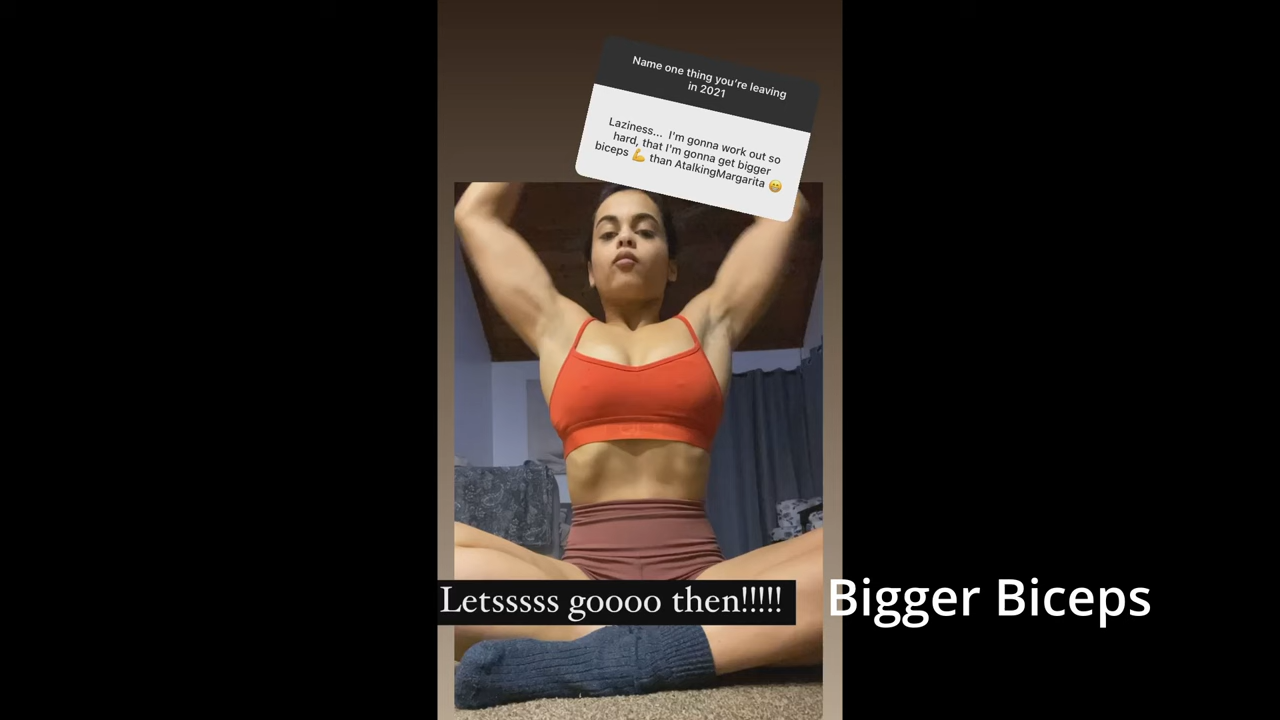 Name one thing you're leaving
in 2021
Laziness... I'm gonna work out so
hard, that I'm gonna get bigger
biceps 💪 than AtalkingMargarita 😁
Letsssss goooo then!!!!!
Bigger Biceps